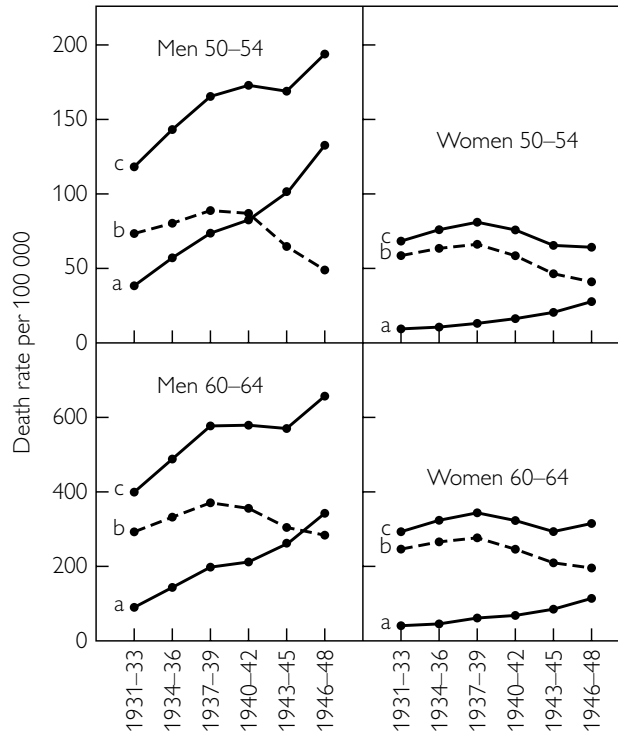 Death rate per 100 000
Men 50–54
200
150
100
50
0
c
b
a
Women 50–54
c
b
a
Men 60–64
600
400
200
0
c
b
a
Women 60–64
c
b
a
1931–33
1934–36
1937–39
1940–42
1943–45
1946–48
1931–33
1934–36
1937–39
1940–42
1943–45
1946–48